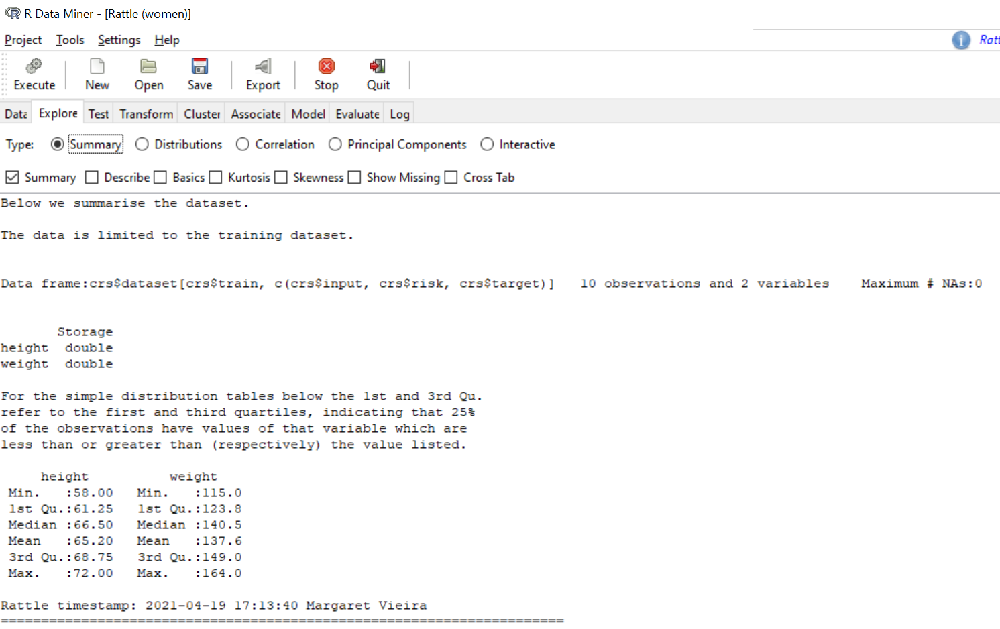 R Data Miner - [Rattle (women)]
Project Tools Settings Help
Ratt
Execute New Open Save Export Stop Quit
Data Explore Test Transform Cluster Associate Model Evaluate Log
Type: Summary Distributions Correlation Principal Components Interactive
Summary Describe Basics Kurtosis Skewness Show Missing Cross Tab
Below we summarise the dataset.
The data is limited to the training dataset.
Data frame:crs$dataset[crs$train, c(crs$input, crs$risk, crs$target)]   10 observations and 2 variables    Maximum # NAs:0
Storage
height  double
weight  double
For the simple distribution tables below the 1st and 3rd Qu.
refer to the first and third quartiles, indicating that 25%
of the observations have values of that variable which are
less than or greater than (respectively) the value listed.
height          weight
Min.   :58.00   Min.   :115.0
1st Qu.:61.25   1st Qu.:123.8
Median :66.50   Median :140.5
Mean   :65.20   Mean   :137.6
3rd Qu.:68.75   3rd Qu.:149.0
Max.   :72.00   Max.   :164.0
Rattle timestamp: 2021-04-19 17:13:40 Margaret Vieira
======================================================================